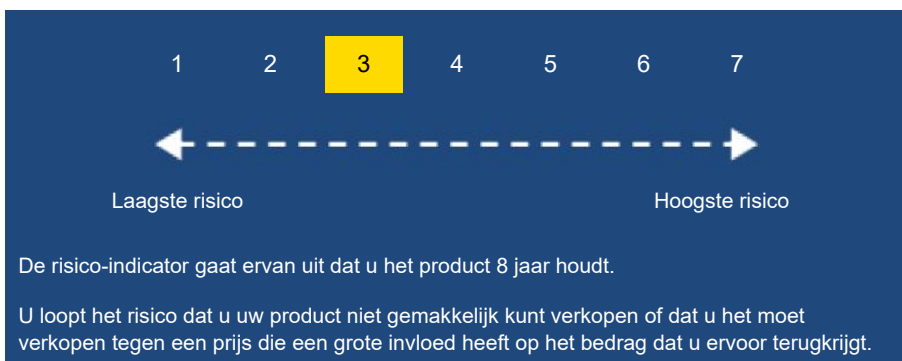 1 2 3 4 5 6 7
Laagste risico Hoogste risico
De risico-indicator gaat ervan uit dat u het product 8 jaar houdt.
U loopt het risico dat u uw product niet gemakkelijk kunt verkopen of dat u het moet
verkopen tegen een prijs die een grote invloed heeft op het bedrag dat u ervoor terugkrijgt.